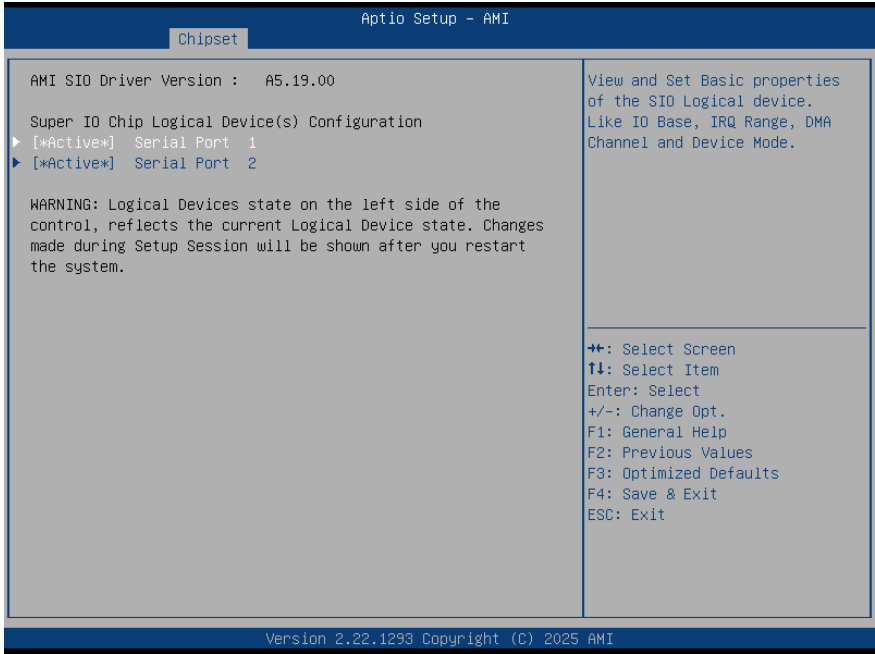 Aptio Setup – AMI
Chipset
AMI SIO Driver Version : A5.19.00
Super IO Chip Logical Device(s) Configuration
[*Active*] Serial Port 1
[*Active*] Serial Port 2
WARNING: Logical Devices state on the left side of the
control, reflects the current Logical Device state. Changes
made during Setup Session will be shown after you restart
the system.
View and Set Basic properties
of the SIO Logical device.
Like IO Base, IRQ Range, DMA
Channel and Device Mode.
→←: Select Screen
↑↓: Select Item
Enter: Select
+/-: Change Opt.
F1: General Help
F2: Previous Values
F3: Optimized Defaults
F4: Save & Exit
ESC: Exit
Version 2.22.1293 Copyright (C) 2025 AMI